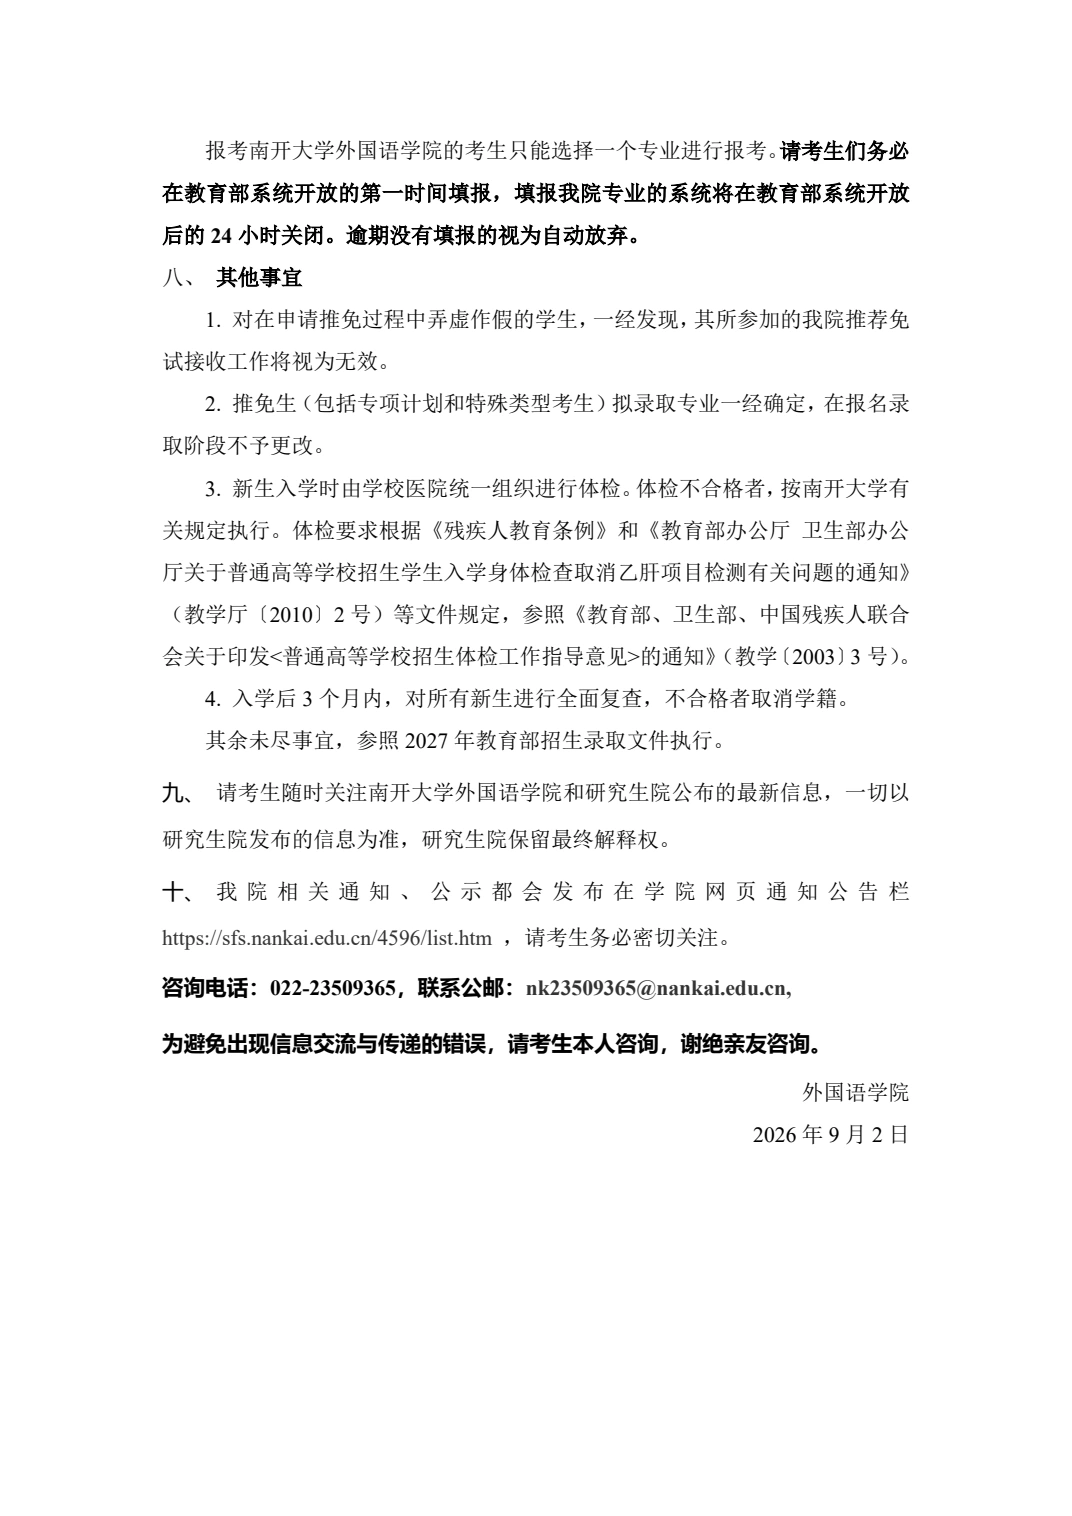 报考南开大学外国语学院的考生只能选择一个专业进行报考。请考生们务必
在教育部系统开放的第一时间填报，填报我院专业的系统将在教育部系统开放
后的 24 小时关闭。逾期没有填报的视为自动放弃。
八、 其他事宜
1. 对在申请推免过程中弄虚作假的学生，一经发现，其所参加的我院推荐免
试接收工作将视为无效。
2. 推免生（包括专项计划和特殊类型考生）拟录取专业一经确定，在报名录
取阶段不予更改。
3. 新生入学时由学校医院统一组织进行体检。体检不合格者，按南开大学有
关规定执行。体检要求根据《残疾人教育条例》和《教育部办公厅 卫生部办公
厅关于普通高等学校招生学生入学身体检查取消乙肝项目检测有关问题的通知》
（教学厅〔2010〕2 号）等文件规定，参照《教育部、卫生部、中国残疾人联合
会关于印发<普通高等学校招生体检工作指导意见>的通知》（教学〔2003〕3 号）。
4. 入学后 3 个月内，对所有新生进行全面复查，不合格者取消学籍。
其余未尽事宜，参照 2027 年教育部招生录取文件执行。
九、 请考生随时关注南开大学外国语学院和研究生院公布的最新信息，一切以
研究生院发布的信息为准，研究生院保留最终解释权。
十、 我院相关通知、公示都会发布在学院网页通知公告栏
https://sfs.nankai.edu.cn/4596/list.htm ，请考生务必密切关注。
咨询电话：022-23509365，联系公邮：nk23509365@nankai.edu.cn,
为避免出现信息交流与传递的错误，请考生本人咨询，谢绝亲友咨询。
外国语学院
2026 年 9 月 2 日